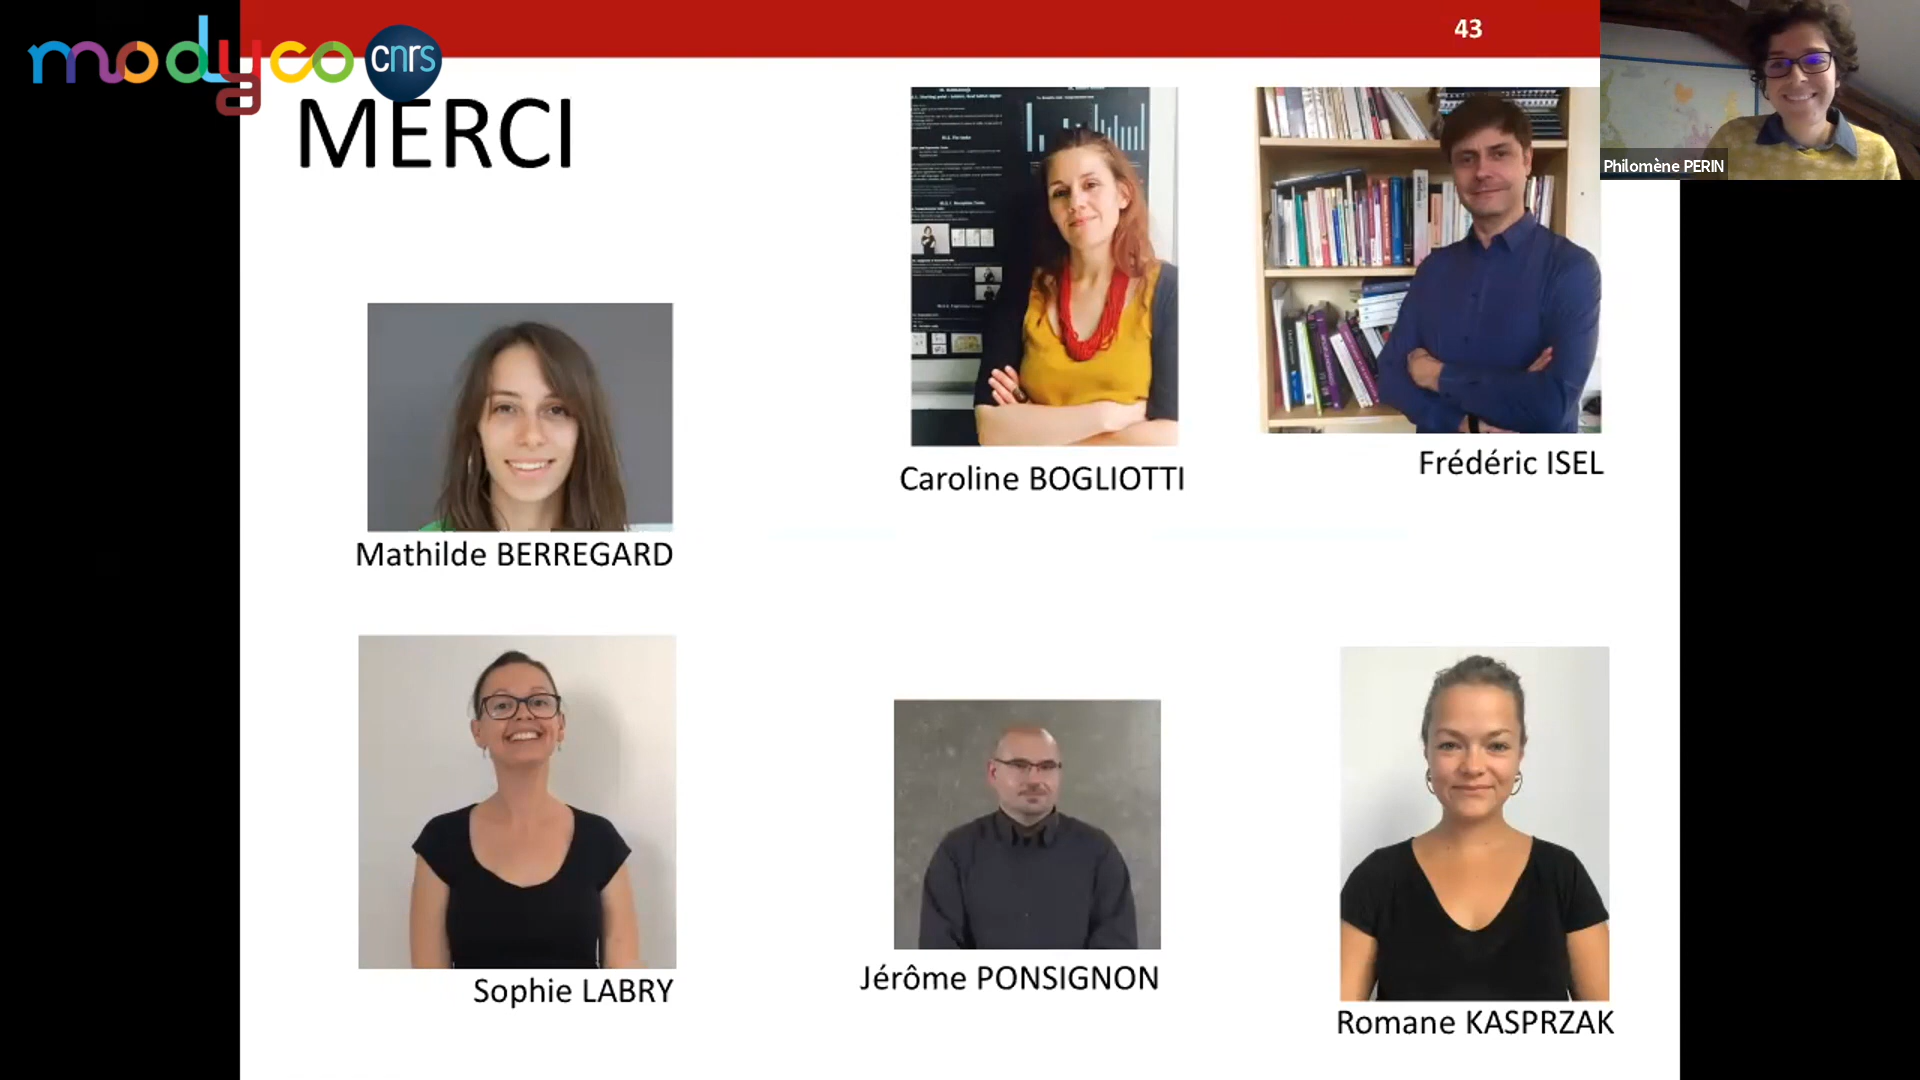 modyco cnrs
43
MERCI
Philomène PERIN
Caroline BOGLIOTTI
Frédéric ISEL
Mathilde BERREGARD
Sophie LABRY
Jérôme PONSIGNON
Romane KASPRZAK